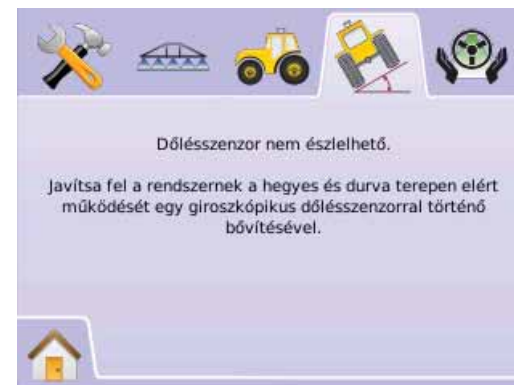 Dőlésszenzor nem észlelhető.
Javítsa fel a rendszernek a hegyes és durva terepen elért
működését egy giroszkópikus dőlésszenzorral történő
bővítésével.